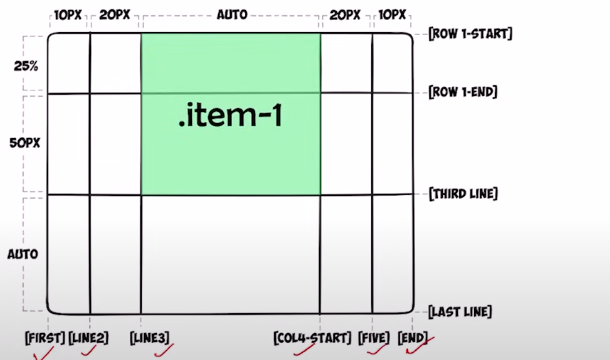 10PX 20PX AUTO 20PX 10PX
[ROW 1-START]
25%
[ROW 1-END]
.item-1
50PX
[THIRD LINE]
AUTO
[LAST LINE]
[FIRST] [LINE2] [LINE3] [COL4-START] [FIVE] [END]